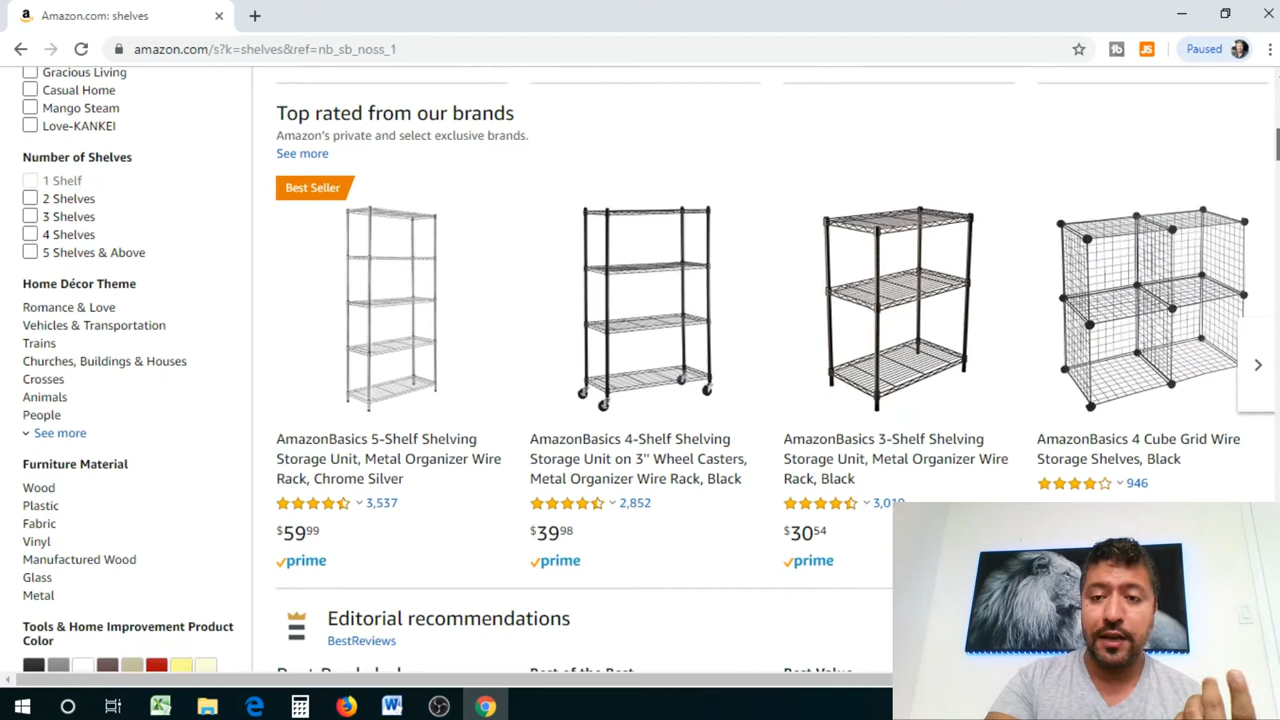 Amazon.com: shelves
amazon.com/s?k=shelves&ref=nb_sb_noss_1
Paused
Gracious Living
Casual Home
Mango Steam
Love-KANKEI
Number of Shelves
1 Shelf
2 Shelves
3 Shelves
4 Shelves
5 Shelves & Above
Home Décor Theme
Romance & Love
Vehicles & Transportation
Trains
Churches, Buildings & Houses
Crosses
Animals
People
See more
Furniture Material
Wood
Plastic
Fabric
Vinyl
Manufactured Wood
Glass
Metal
Tools & Home Improvement Product
Color
Top rated from our brands
Amazon's private and select exclusive brands.
See more
Best Seller
AmazonBasics 5-Shelf Shelving
Storage Unit, Metal Organizer Wire
Rack, Chrome Silver
3,537
$59 99
prime
AmazonBasics 4-Shelf Shelving
Storage Unit on 3'' Wheel Casters,
Metal Organizer Wire Rack, Black
2,852
$39 98
prime
AmazonBasics 3-Shelf Shelving
Storage Unit, Metal Organizer Wire
Rack, Black
$30 54
prime
AmazonBasics 4 Cube Grid Wire
Storage Shelves, Black
946
Editorial recommendations
BestReviews
Best of the Best
Best Value